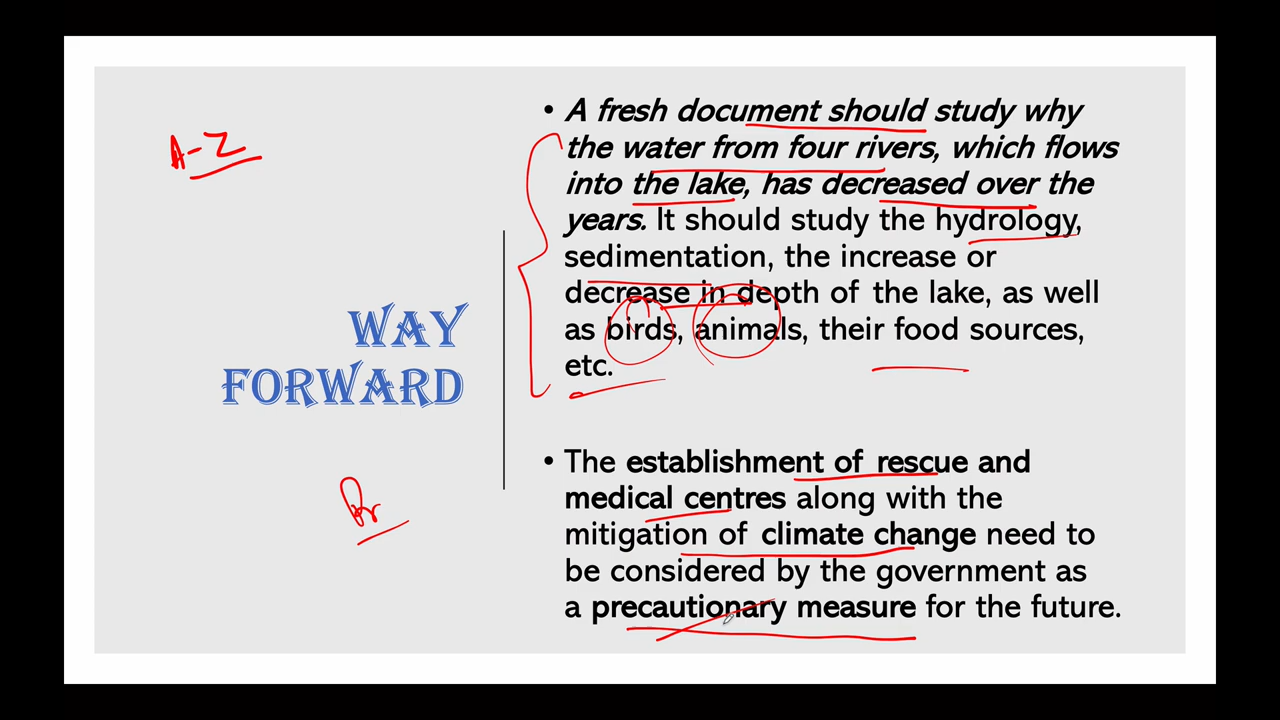 A-Z
WAY
FORWARD
• A fresh document should study why
the water from four rivers, which flows
into the lake, has decreased over the
years. It should study the hydrology,
sedimentation, the increase or
decrease in depth of the lake, as well
as birds, animals, their food sources,
etc.
• The establishment of rescue and
medical centres along with the
mitigation of climate change need to
be considered by the government as
a precautionary measure for the future.